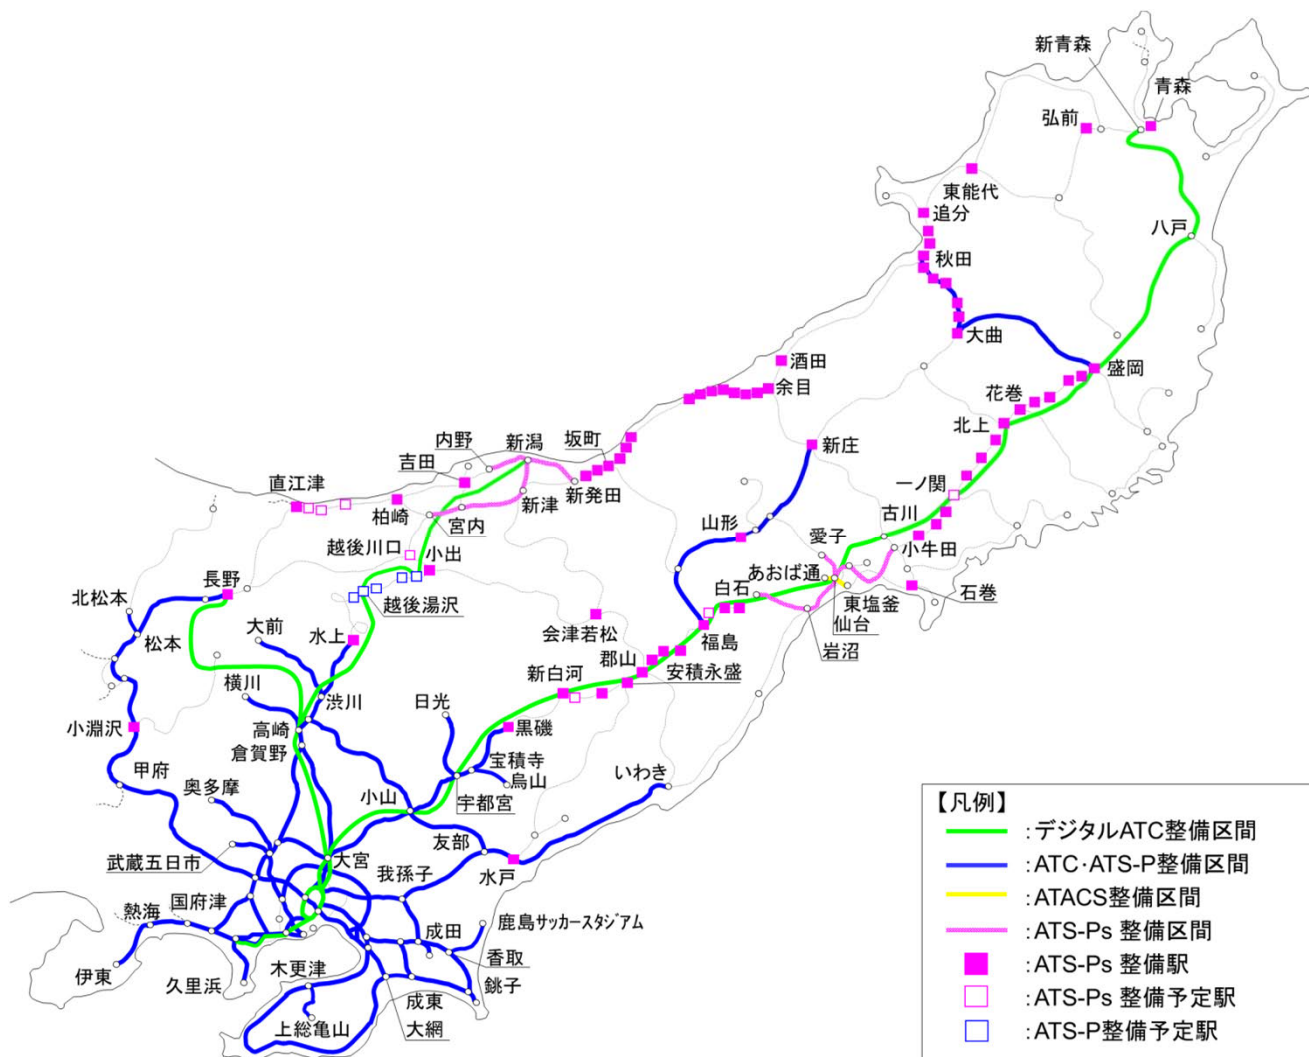 新青森
青森
弘前
東能代
追分
八戸
秋田
大曲
盛岡
酒田
余目
花巻
北上
内野
新潟
坂町
新庄
吉田
一ノ関
直江津
新発田
古川
柏崎
新津
山形
愛子
宮内
小牛田
越後川口
小出
あおば通
長野
白石
石巻
北松本
越後湯沢
東塩釜
仙台
松本
大前
水上
会津若松
福島
岩沼
郡山
安積永盛
新白河
横川
渋川
日光
小淵沢
高崎
黒磯
倉賀野
宝積寺
いわき
甲府
烏山
奥多摩
小山
宇都宮
友部
武蔵五日市
大宮
水戸
我孫子
国府津
熱海
鹿島サッカースタジアム
成田
香取
木更津
伊東
久里浜
銚子
成東
上総亀山
大網
【凡例】
:デジタルATC整備区間
:ATC･ATS-P整備区間
:ATACS整備区間
:ATS-Ps 整備区間
:ATS-Ps 整備駅
:ATS-Ps 整備予定駅
:ATS-P整備予定駅